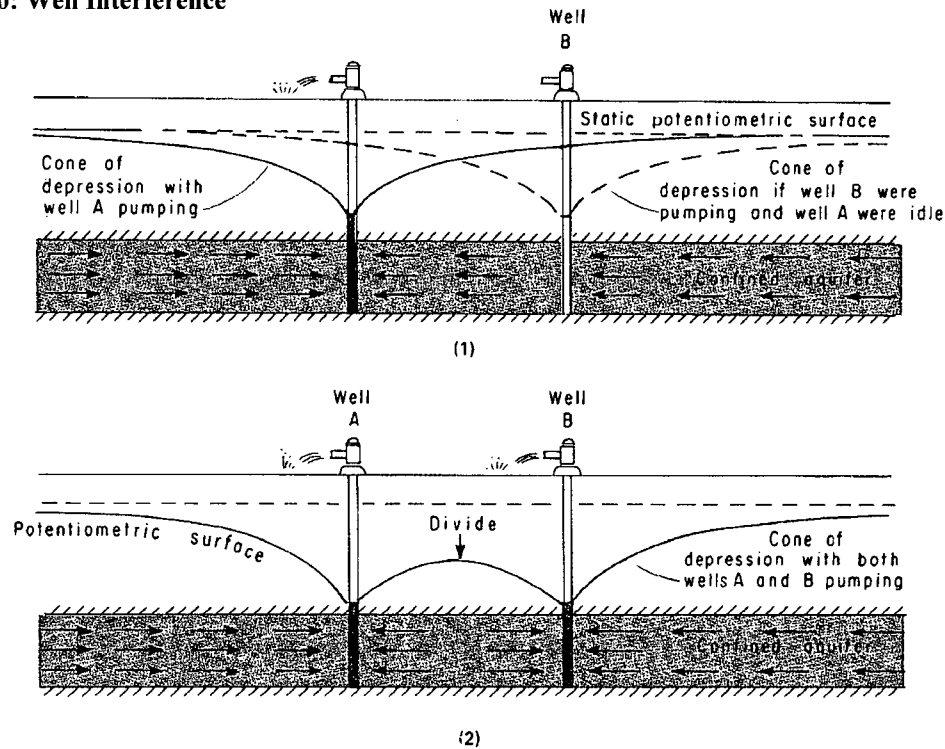 Well Interference
Well
B
Static potentiometric surface
Cone of
depression with
well A pumping
Cone of
depression if well B were
pumping and well A were idle
Confined aquifer
(1)
Well
A
Well
B
Potentiometric surface
Divide
Cone of
depression with both
wells A and B pumping
Confined aquifer
(2)